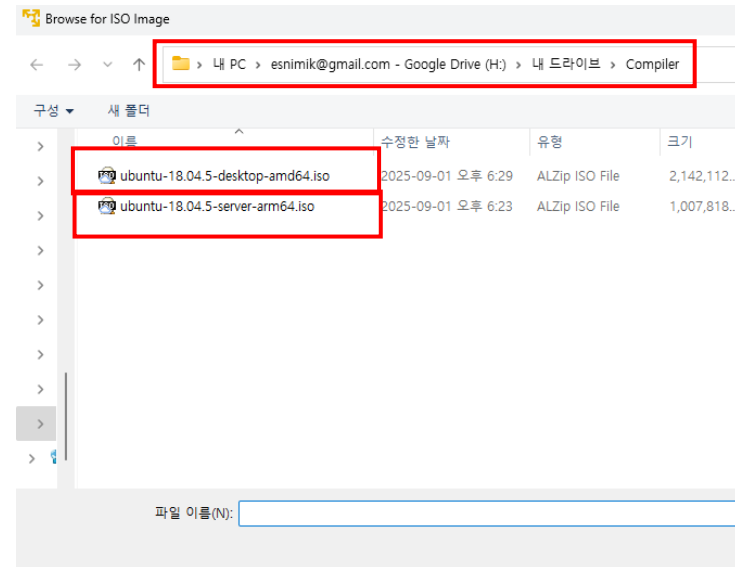 Browse for ISO Image
내 PC > esnimik@gmail.com - Google Drive (H:) > 내 드라이브 > Compiler
구성 새 폴더
이름 수정한 날짜 유형 크기
ubuntu-18.04.5-desktop-amd64.iso 2025-09-01 오후 6:29 ALZip ISO File 2,142,112...
ubuntu-18.04.5-server-arm64.iso 2025-09-01 오후 6:23 ALZip ISO File 1,007,818...
파일 이름(N):